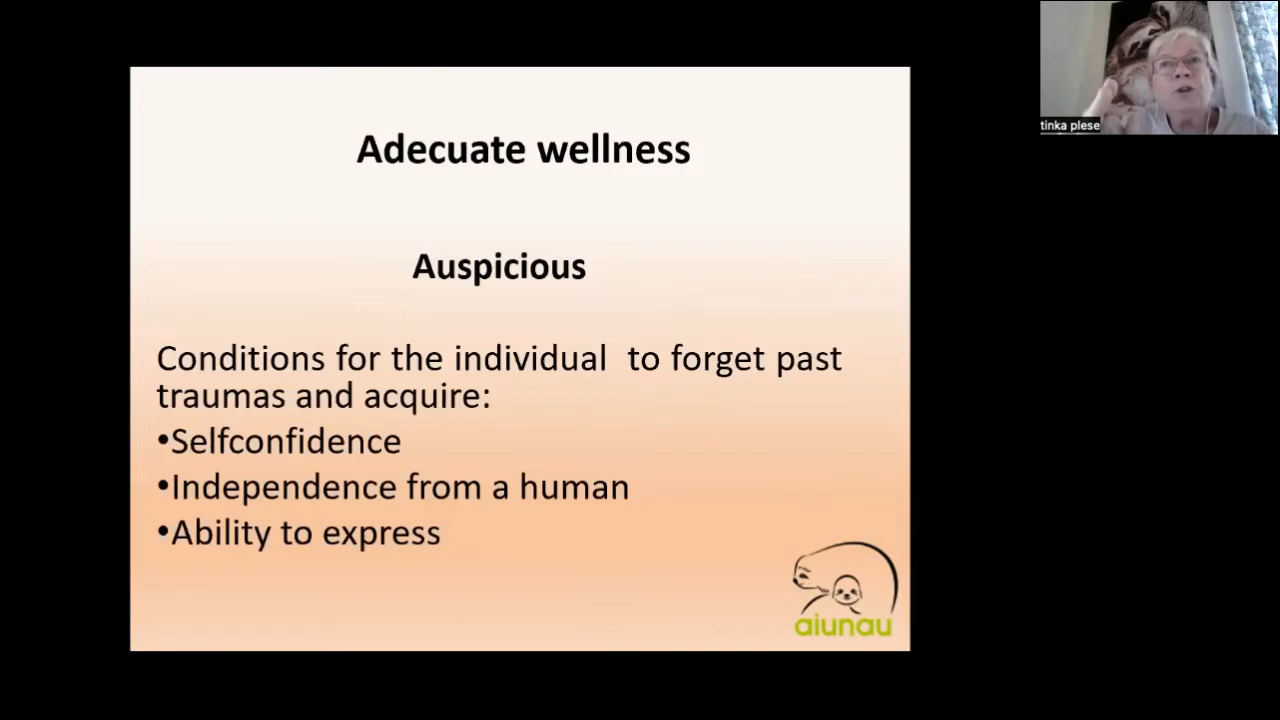 tinka plese
Adecuate wellness
Auspicious
Conditions for the individual to forget past
traumas and acquire:
•Selfconfidence
•Independence from a human
•Ability to express
aiunau